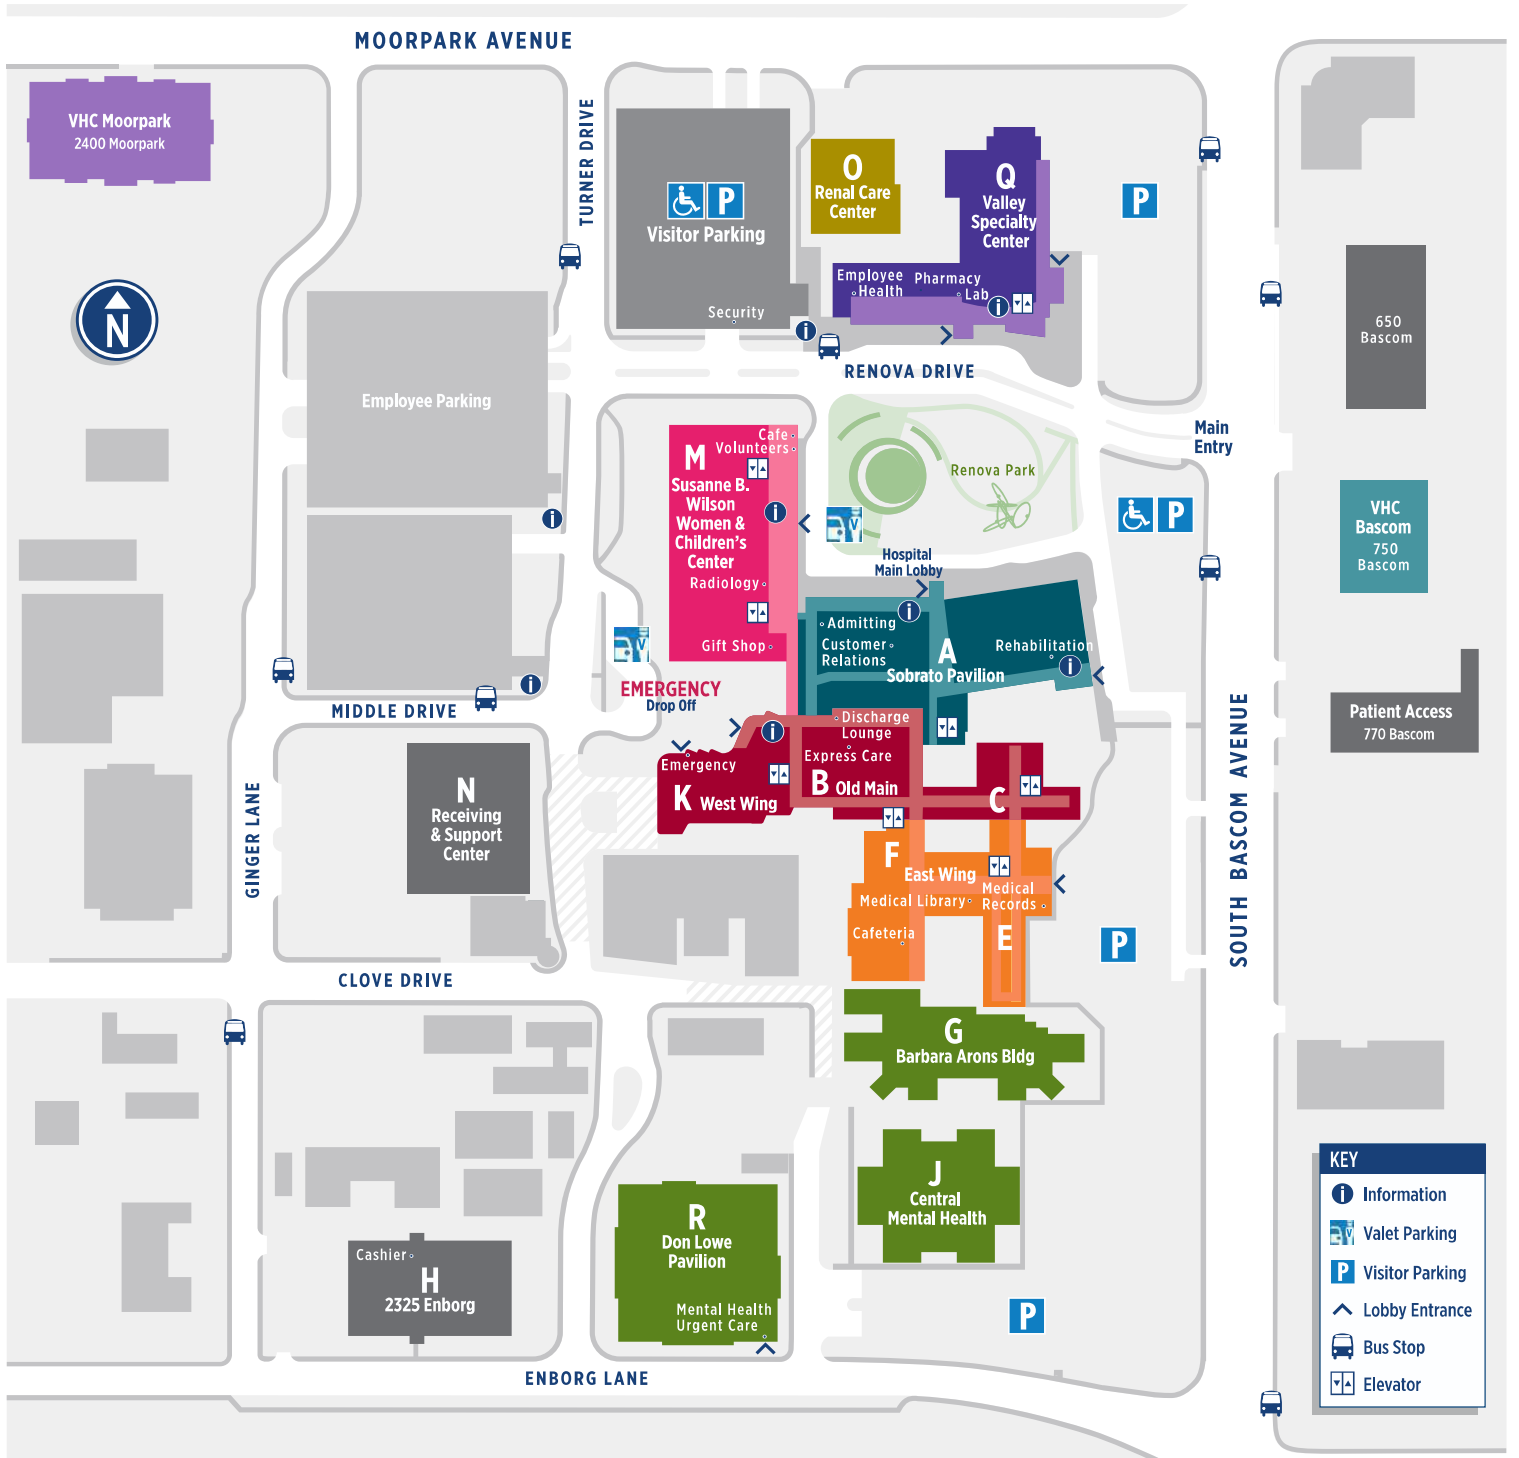 MOORPARK AVENUE
VHC Moorpark
2400 Moorpark
TURNER DRIVE
P
Visitor Parking
Security
i
O
Renal Care
Center
Q
Valley
Specialty
Center
Employee
Health
Pharmacy
Lab
i
P
N
RENOVA DRIVE
650
Bascom
Employee Parking
i
Main
Entry
Cafe
Volunteers
M
Susanne B.
Wilson
Women &
Children's
Center
i
Radiology
Gift Shop
V
Renova Park
P
VHC
Bascom
750
Bascom
Hospital
Main Lobby
i
Admitting
Customer
Relations
A
Sobrato Pavilion
Rehabilitation
i
V
EMERGENCY
Drop Off
i
MIDDLE DRIVE
Patient Access
770 Bascom
SOUTH BASCOM AVENUE
i
Discharge
Lounge
Express Care
Emergency
K West Wing
B Old Main
C
N
Receiving
& Support
Center
GINGER LANE
F
East Wing
Medical Library
Medical
Records
Cafeteria
E
P
CLOVE DRIVE
G
Barbara Arons Bldg
J
Central
Mental Health
R
Don Lowe
Pavilion
Mental Health
Urgent Care
Cashier
H
2325 Enborg
P
ENBORG LANE
KEY
i Information
V Valet Parking
P Visitor Parking
Lobby Entrance
Bus Stop
Elevator